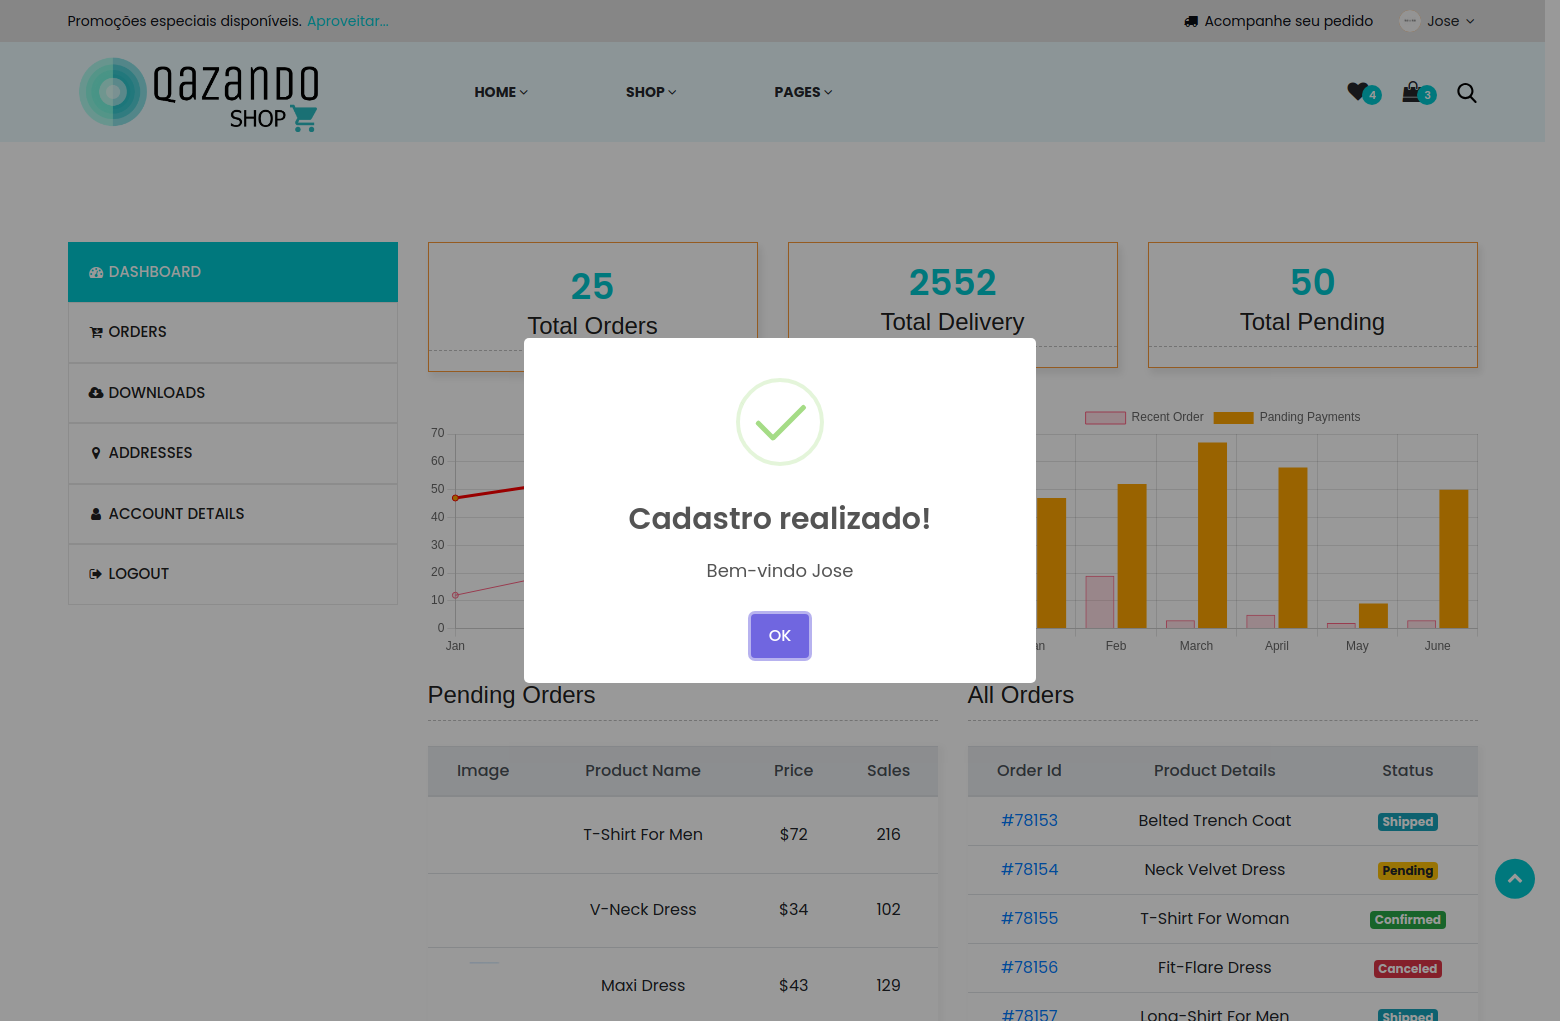 Promoções especiais disponíveis. Aproveitar...
Acompanhe seu pedido
Jose
QAZANDO
SHOP
HOME
SHOP
PAGES
4
3
DASHBOARD
ORDERS
DOWNLOADS
ADDRESSES
ACCOUNT DETAILS
LOGOUT
25
Total Orders
2552
Total Delivery
50
Total Pending
Cadastro realizado!
Bem-vindo Jose
OK
70
60
50
40
30
20
10
0
Jan
Recent Order
Panding Payments
an
Feb
March
April
May
June
Pending Orders
Image Product Name Price Sales
T-Shirt For Men $72 216
V-Neck Dress $34 102
Maxi Dress $43 129
All Orders
Order Id Product Details Status
#78153 Belted Trench Coat Shipped
#78154 Neck Velvet Dress Pending
#78155 T-Shirt For Woman Confirmed
#78156 Fit-Flare Dress Canceled
#78157 Long-Shirt For Men Shipped